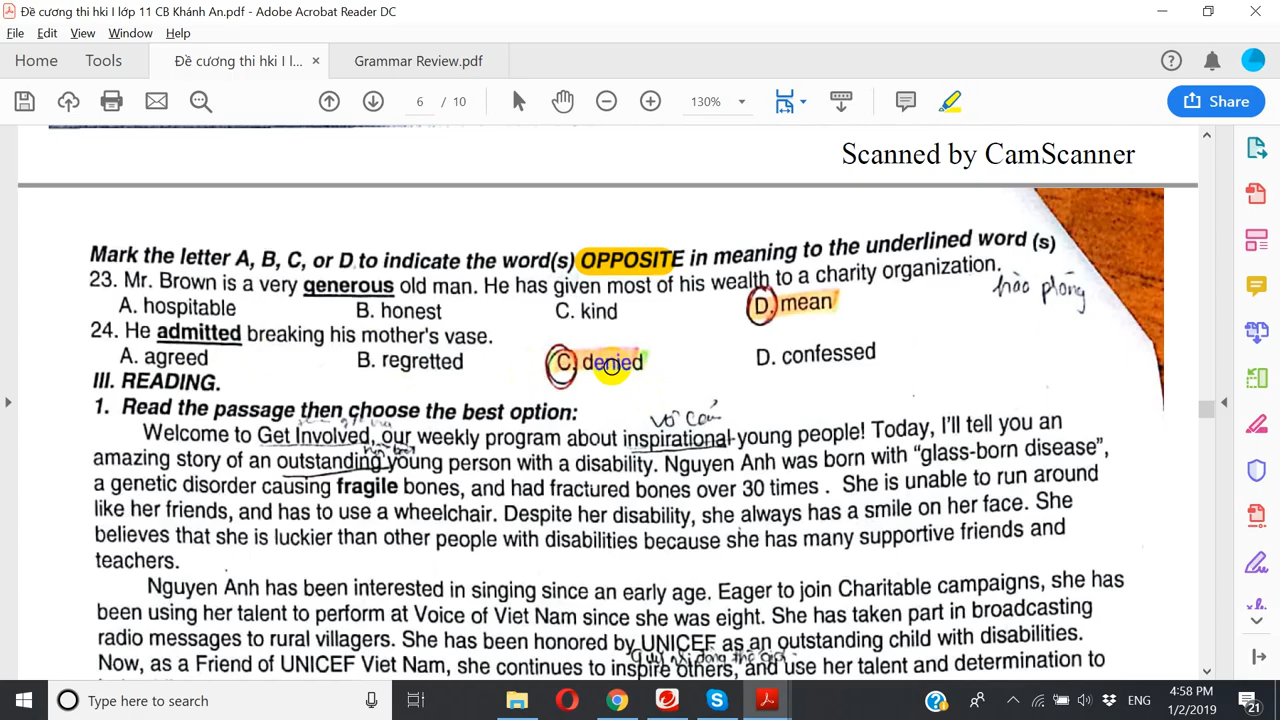 Đề cương thi hki I lớp 11 CB Khánh An.pdf - Adobe Acrobat Reader DC
File Edit View Window Help
Home Tools Đề cương thi hki I l... × Grammar Review.pdf
6 / 10 130% Share
Scanned by CamScanner
Mark the letter A, B, C, or D to indicate the word(s) OPPOSITE in meaning to the underlined word (s)
23. Mr. Brown is a very generous old man. He has given most of his wealth to a charity organization.
hào phóng
A. hospitable B. honest C. kind D. mean
24. He admitted breaking his mother's vase.
A. agreed B. regretted C. denied D. confessed
III. READING.
1. Read the passage then choose the best option:
Welcome to Get Involved, our weekly program about inspirational young people! Today, I'll tell you an
amazing story of an outstanding young person with a disability. Nguyen Anh was born with “glass-born disease”,
a genetic disorder causing fragile bones, and had fractured bones over 30 times . She is unable to run around
like her friends, and has to use a wheelchair. Despite her disability, she always has a smile on her face. She
believes that she is luckier than other people with disabilities because she has many supportive friends and
teachers.
Nguyen Anh has been interested in singing since an early age. Eager to join Charitable campaigns, she has
been using her talent to perform at Voice of Viet Nam since she was eight. She has taken part in broadcasting
radio messages to rural villagers. She has been honored by UNICEF as an outstanding child with disabilities.
Now, as a Friend of UNICEF Viet Nam, she continues to inspire others, and use her talent and determination to
Type here to search
ENG
4:58 PM
1/2/2019
21